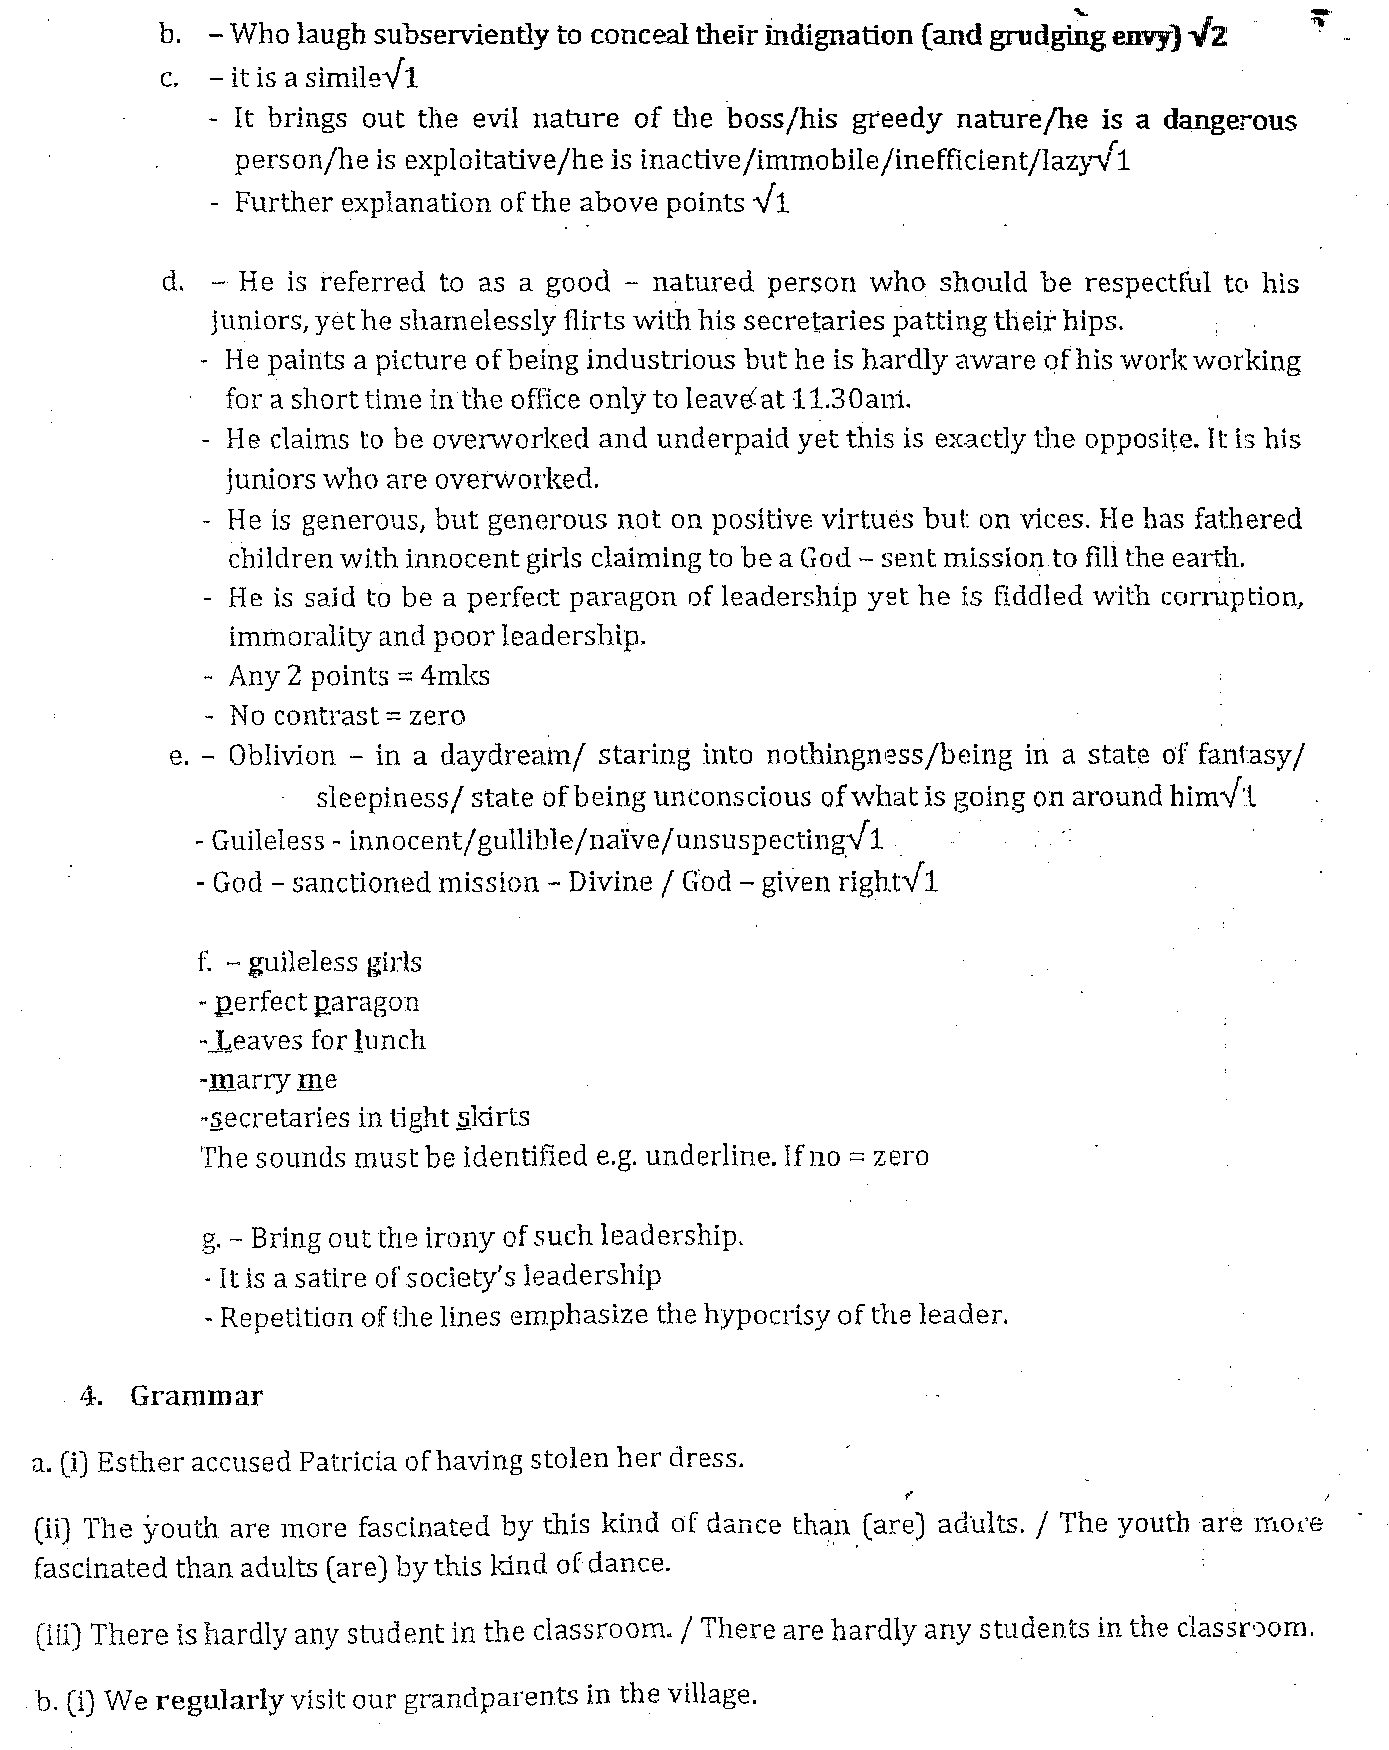 b. – Who laugh subserviently to conceal their indignation (and grudging envy) √2
c. – it is a simile√1
- It brings out the evil nature of the boss/his greedy nature/he is a dangerous
person/he is exploitative/he is inactive/immobile/inefficient/lazy√1
- Further explanation of the above points √1
d. – He is referred to as a good – natured person who should be respectful to his
juniors, yet he shamelessly flirts with his secretaries patting their hips.
- He paints a picture of being industrious but he is hardly aware of his work working
for a short time in the office only to leave at 11.30am.
- He claims to be overworked and underpaid yet this is exactly the opposite. It is his
juniors who are overworked.
- He is generous, but generous not on positive virtues but on vices. He has fathered
children with innocent girls claiming to be a God – sent mission to fill the earth.
- He is said to be a perfect paragon of leadership yet he is fiddled with corruption,
immorality and poor leadership.
- Any 2 points = 4mks
- No contrast = zero
e. – Oblivion – in a daydream/ staring into nothingness/being in a state of fantasy/
sleepiness/ state of being unconscious of what is going on around him√1
- Guileless - innocent/gullible/naïve/unsuspecting√1
- God – sanctioned mission – Divine / God – given right√1
f. – guileless girls
- perfect paragon
- Leaves for lunch
-marry me
-secretaries in tight skirts
The sounds must be identified e.g. underline. If no = zero
g. – Bring out the irony of such leadership.
- It is a satire of society's leadership
- Repetition of the lines emphasize the hypocrisy of the leader.
4. Grammar
a. (i) Esther accused Patricia of having stolen her dress.
(ii) The youth are more fascinated by this kind of dance than (are) adults. / The youth are more
fascinated than adults (are) by this kind of dance.
(iii) There is hardly any student in the classroom. / There are hardly any students in the classroom.
b. (i) We regularly visit our grandparents in the village.